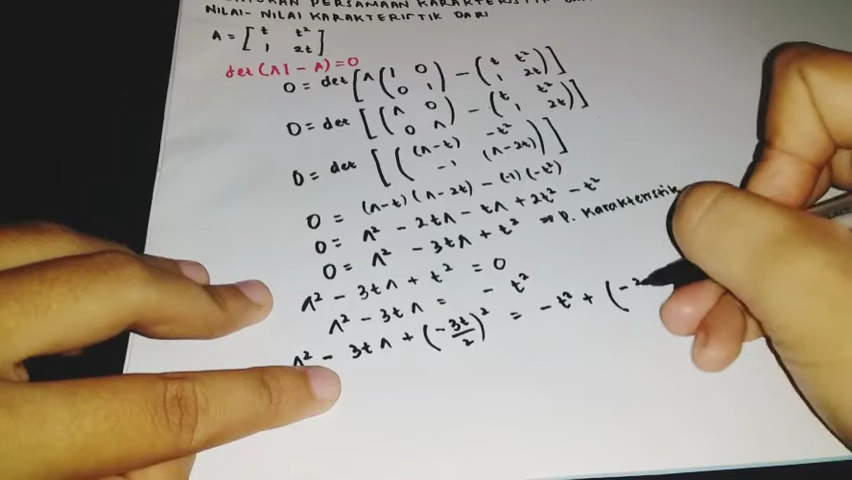 PERSAMAAN KARAKTERISTIK
NILAI-NILAI KARAKTERISTIK DARI
A = [t t²
1 2t]
det(λI - A) = 0
0 = det [λ(1 0
0 1) - (t t²
1 2t)]
0 = det [(λ 0
0 λ) - (t t²
1 2t)]
0 = det [((λ-t) -t²
-1 (λ-2t))]
0 = (λ-t)(λ-2t) - (-1)(-t²)
0 = λ² - 2tλ - tλ + 2t² - t²
0 = λ² - 3tλ + t² ⇒ P. Karakteristik
λ² - 3tλ + t² = 0
λ² - 3tλ = - t²
λ² - 3tλ + (-3t/2)² = - t² + (-3